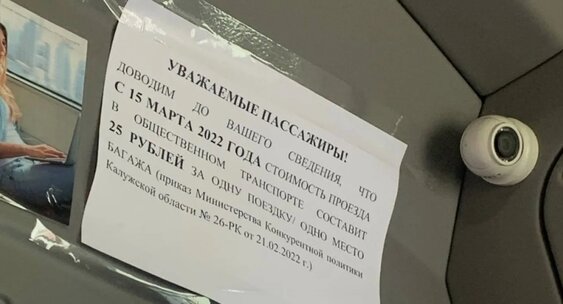 УВАЖАЕМЫЕ ПАССАЖИРЫ!
ДОВОДИМ ДО ВАШЕГО СВЕДЕНИЯ, ЧТО
С 15 МАРТА 2022 ГОДА СТОИМОСТЬ ПРОЕЗДА
В ОБЩЕСТВЕННОМ ТРАНСПОРТЕ СОСТАВИТ
25 РУБЛЕЙ ЗА ОДНУ ПОЕЗДКУ/ ОДНО МЕСТО
БАГАЖА (приказ Министерства Конкурентной политики
Калужской области № 26-РК от 21.02.2022 г.)